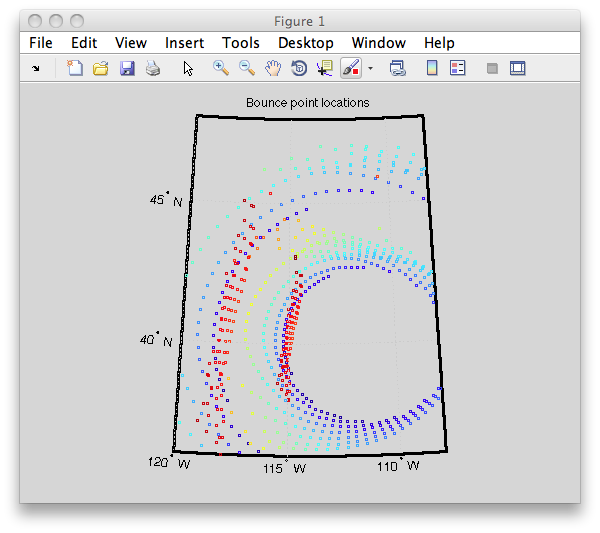 Figure 1
File Edit View Insert Tools Desktop Window Help
Bounce point locations
45° N
40° N
120° W
115° W
110° W